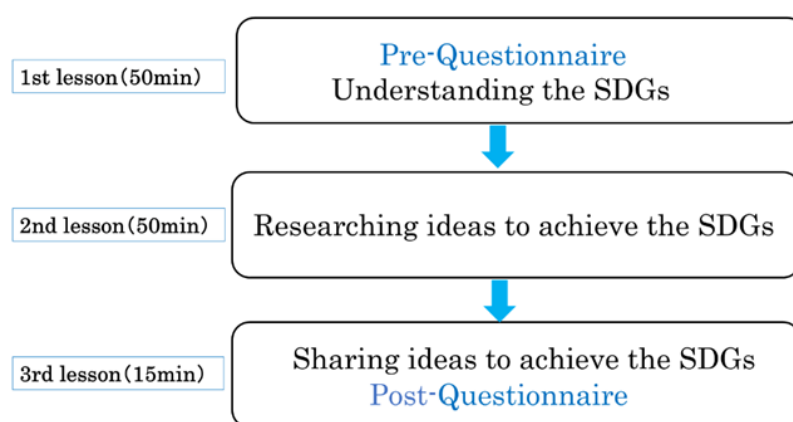 1st lesson(50min)
Pre-Questionnaire
Understanding the SDGs
2nd lesson(50min)
Researching ideas to achieve the SDGs
3rd lesson(15min)
Sharing ideas to achieve the SDGs
Post-Questionnaire